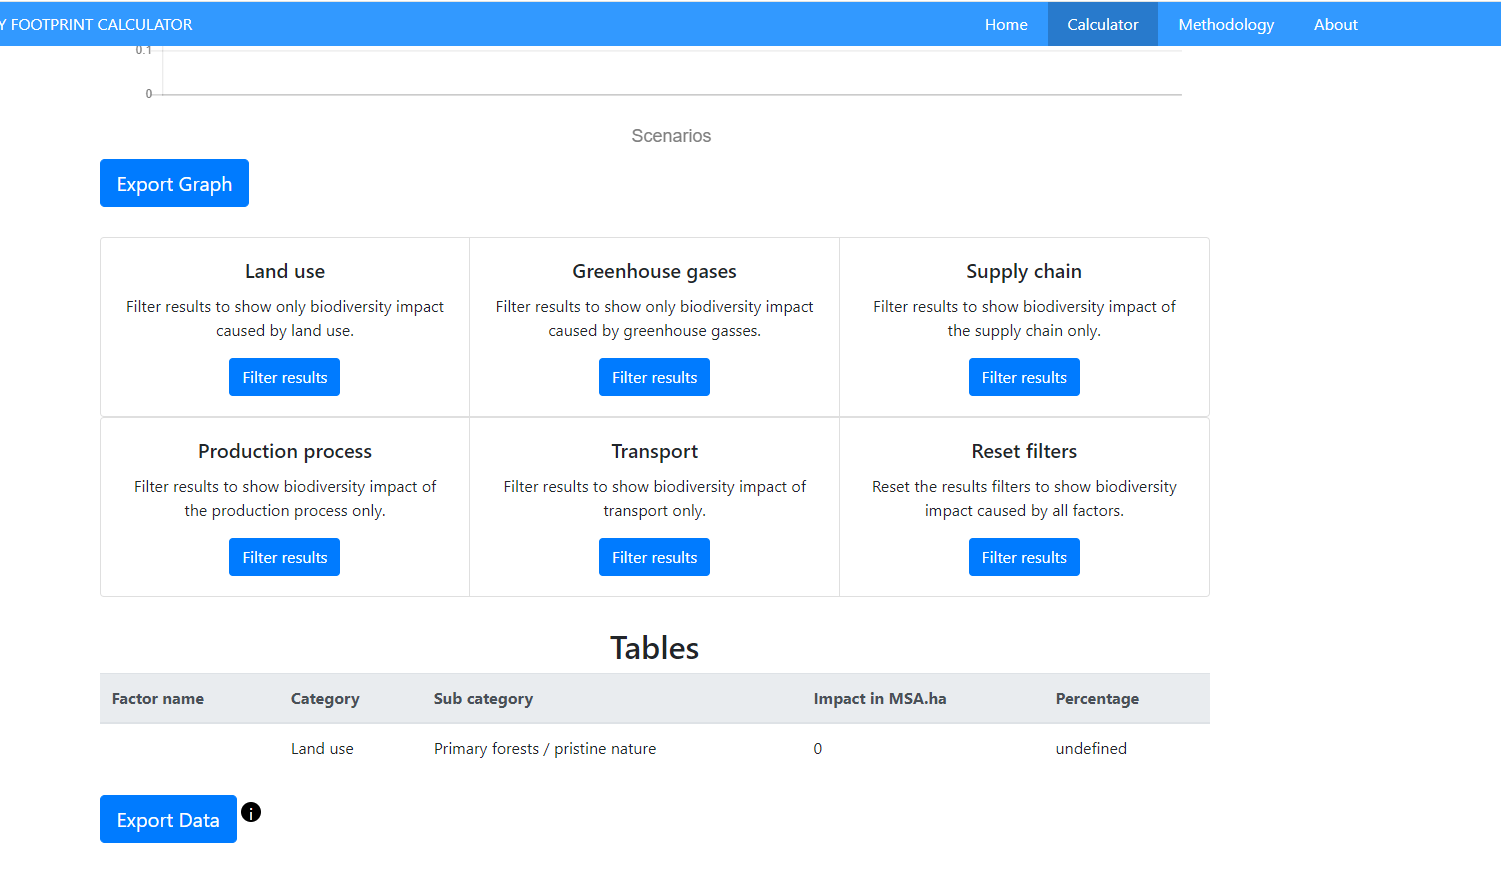 Y FOOTPRINT CALCULATOR
Home
Calculator
Methodology
About
0.1
0
Scenarios
Export Graph
Land use
Filter results to show only biodiversity impact
caused by land use.
Filter results
Greenhouse gases
Filter results to show only biodiversity impact
caused by greenhouse gasses.
Filter results
Supply chain
Filter results to show biodiversity impact of
the supply chain only.
Filter results
Production process
Filter results to show biodiversity impact of
the production process only.
Filter results
Transport
Filter results to show biodiversity impact of
transport only.
Filter results
Reset filters
Reset the results filters to show biodiversity
impact caused by all factors.
Filter results
Tables
Factor name Category Sub category Impact in MSA.ha Percentage
Land use Primary forests / pristine nature 0 undefined
Export Data i